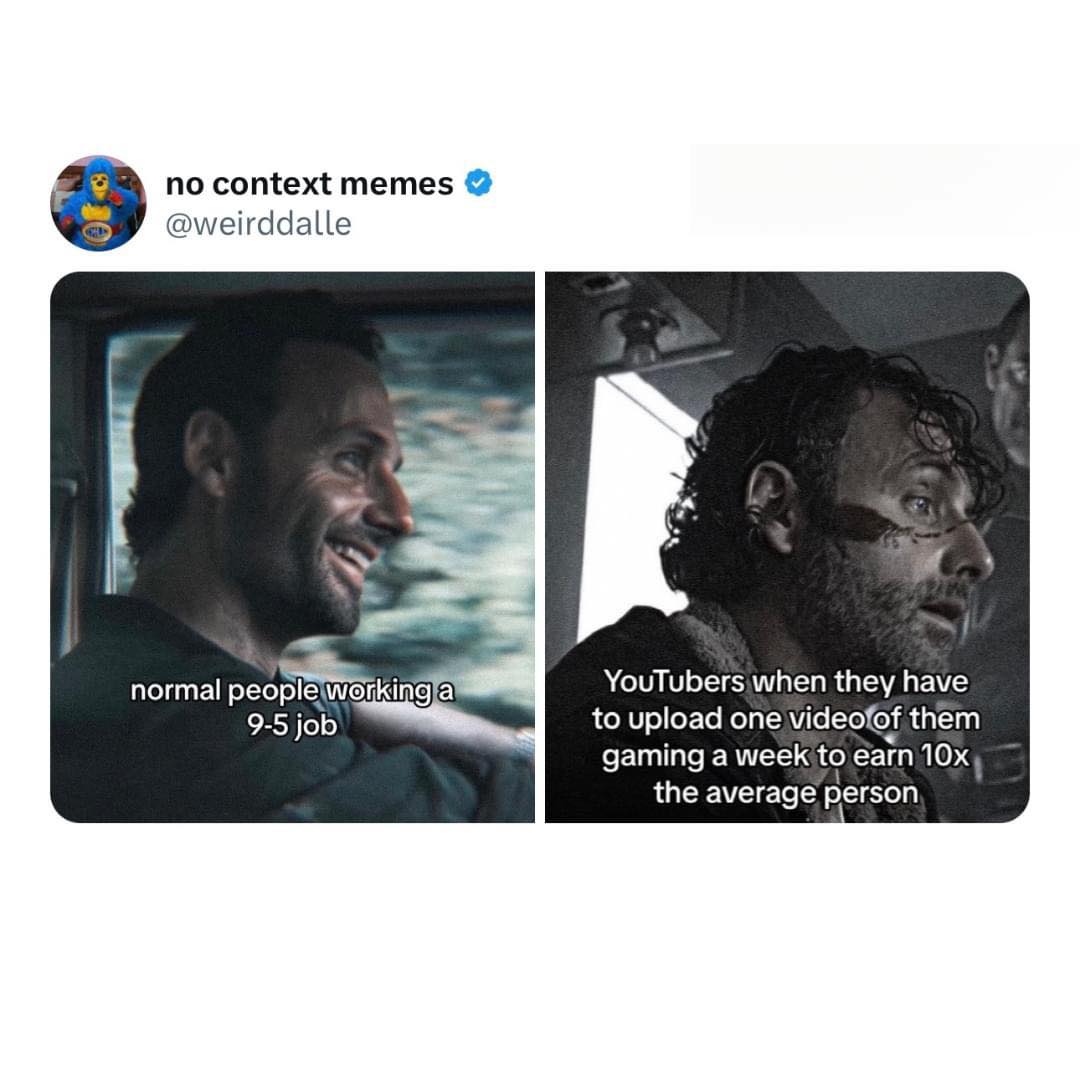 no context memes
@weirddalle
normal people working a
9-5 job
YouTubers when they have
to upload one video of them
gaming a week to earn 10x
the average person